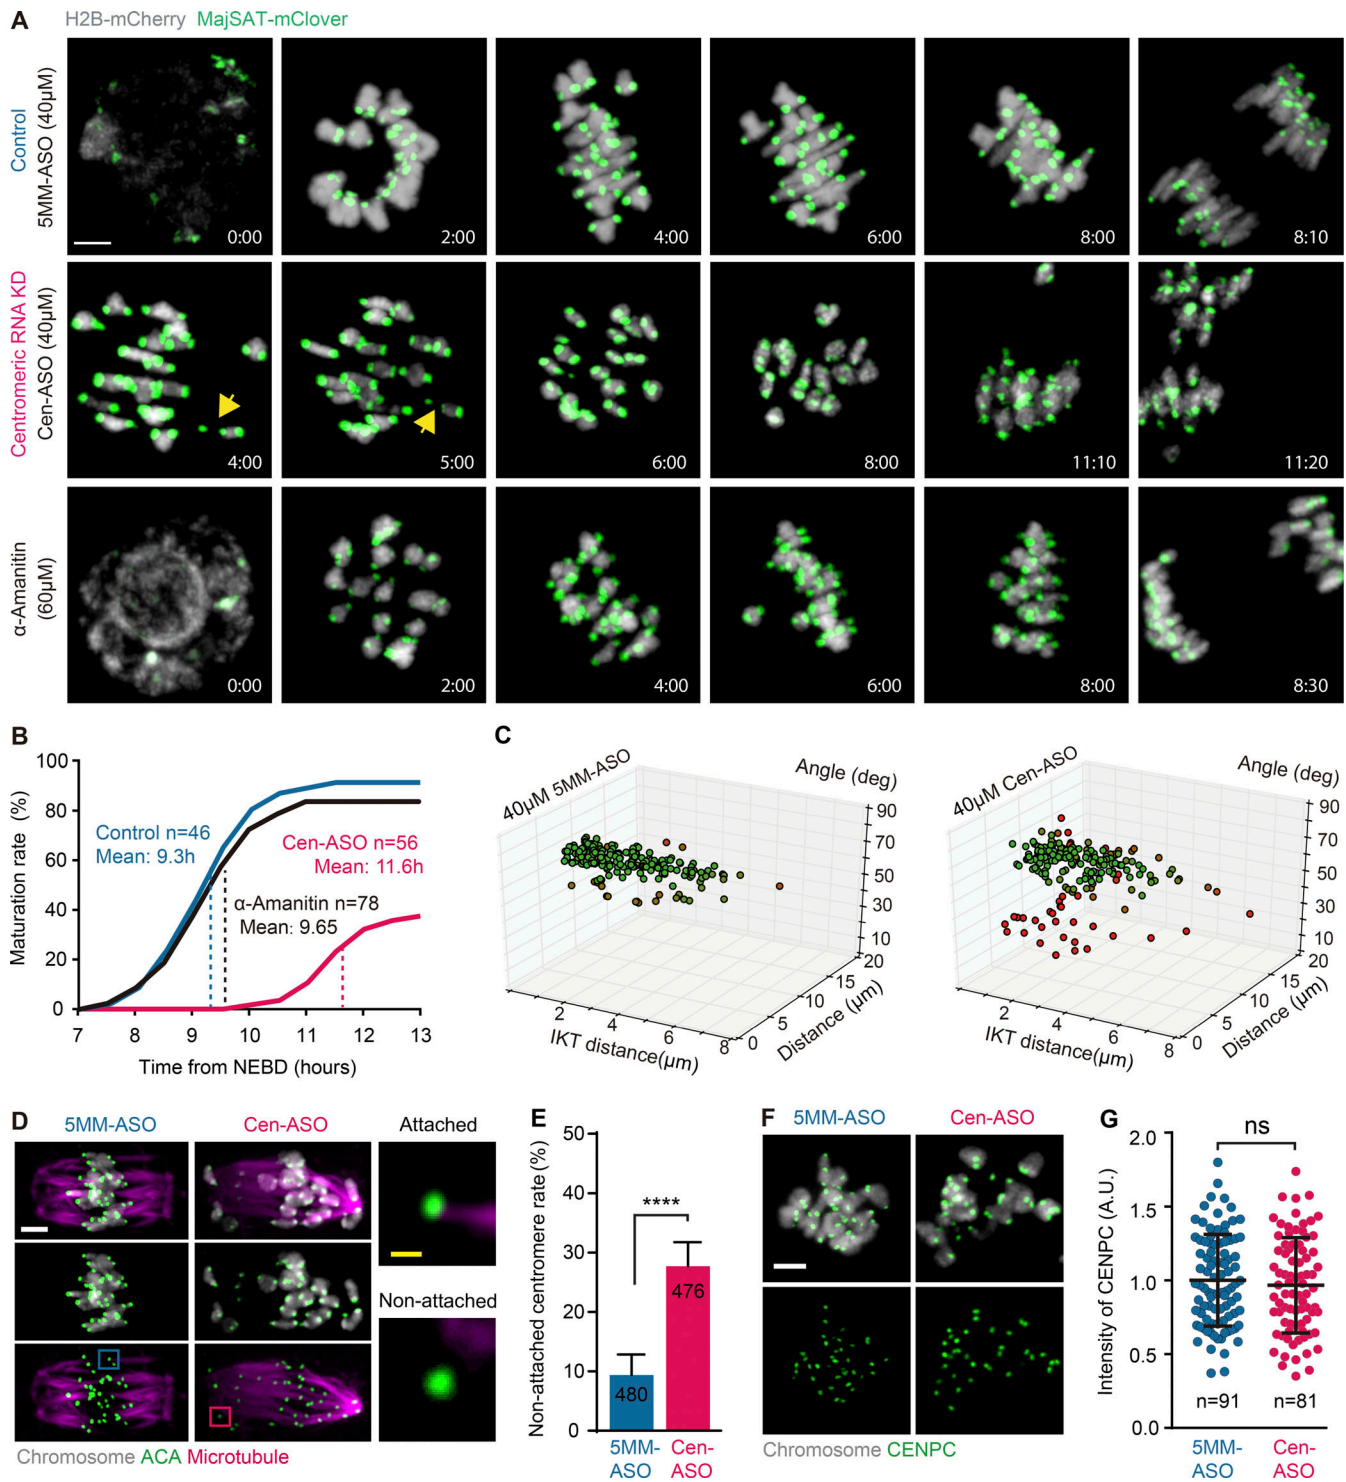 A
H2B-mCherry MajSAT-mClover
Control
5MM-ASO (40μM)
0:00
2:00
4:00
6:00
8:00
8:10
Centromeric RNA KD
Cen-ASO (40μM)
4:00
5:00
6:00
8:00
11:10
11:20
α-Amanitin
(60μM)
0:00
2:00
4:00
6:00
8:00
8:30
B
Maturation rate (%)
100
80
60
40
20
0
Control n=46
Mean: 9.3h
Cen-ASO n=56
Mean: 11.6h
α-Amanitin n=78
Mean: 9.65
7 8 9 10 11 12 13
Time from NEBD (hours)
C
40μM 5MM-ASO
Angle (deg)
90
70
50
30
10
20
15
10
5
0
Distance (μm)
2 4 6 8
IKT distance(μm)
40μM Cen-ASO
Angle (deg)
90
70
50
30
10
20
15
10
5
0
Distance (μm)
2 4 6 8
IKT distance(μm)
D
5MM-ASO Cen-ASO Attached
Non-attached
Chromosome ACA Microtubule
E
Non-attached centromere rate (%)
50
40
30
20
10
0
****
480
476
5MM-
ASO
Cen-
ASO
F
5MM-ASO Cen-ASO
Chromosome CENPC
G
Intensity of CENPC (A.U.)
2.0
1.5
1.0
0.5
0.0
ns
n=91 n=81
5MM-
ASO
Cen-
ASO